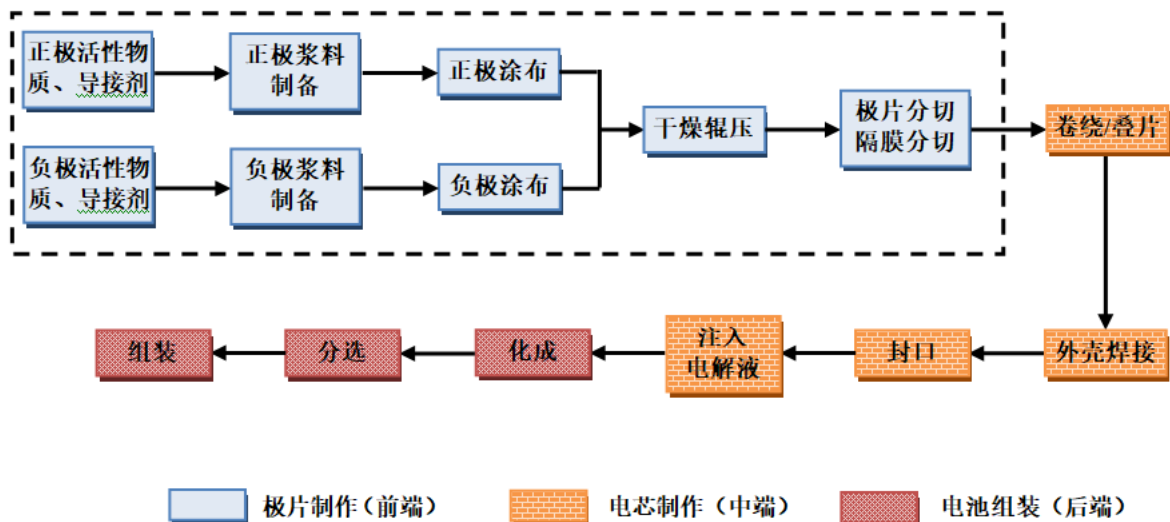 正极活性物
质、导接剂
正极浆料
制备
正极涂布
负极活性物
质、导接剂
负极浆料
制备
负极涂布
干燥辊压
极片分切
隔膜分切
卷绕/叠片
外壳焊接
封口
注入
电解液
化成
分选
组装
极片制作（前端）
电芯制作（中端）
电池组装（后端）